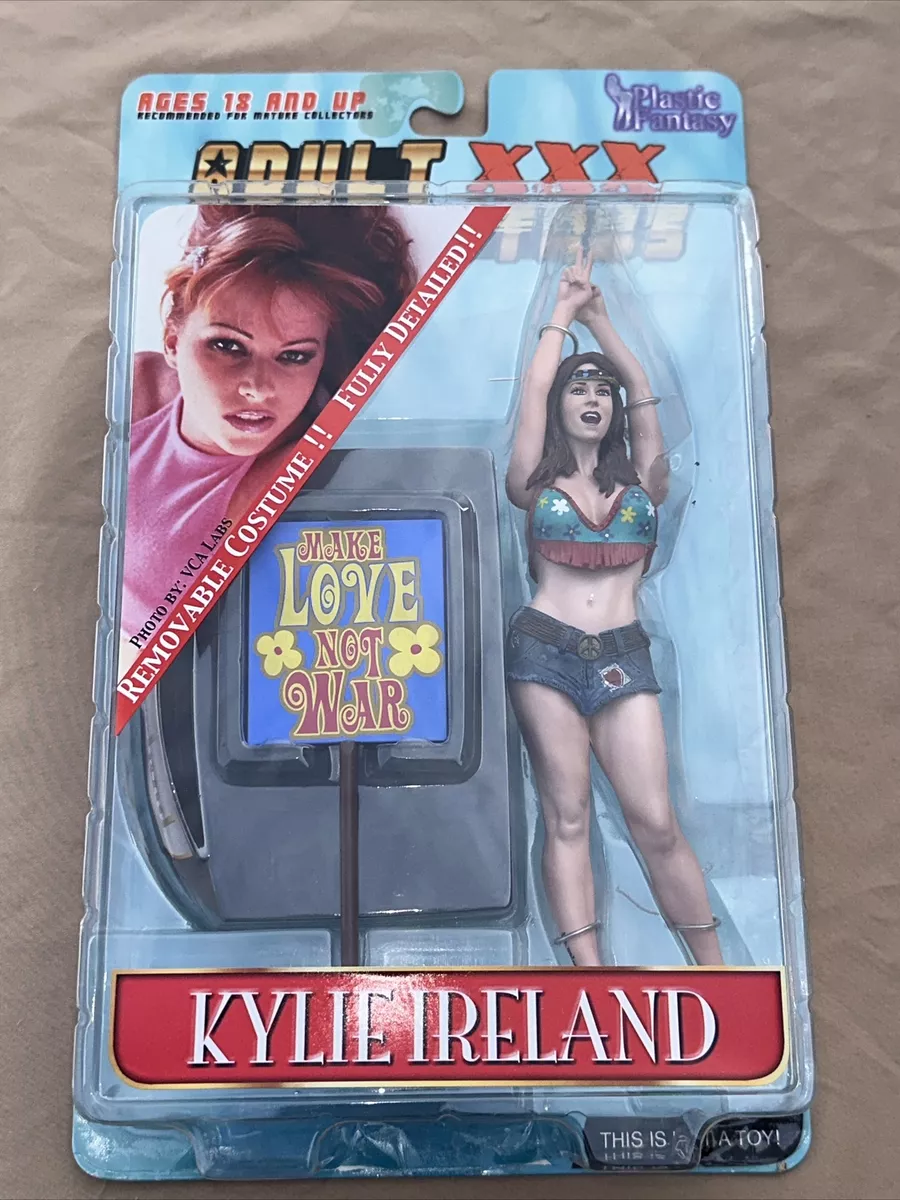 AGES 18 AND UP
RECOMMENDED FOR MATURE COLLECTORS
Plastic
Fantasy
ADULT XXX
PHOTO BY: VCA LABS
REMOVABLE COSTUME !! FULLY DETAILED!!
MAKE
LOVE
NOT
WAR
KYLIE IRELAND
THIS IS A TOY!